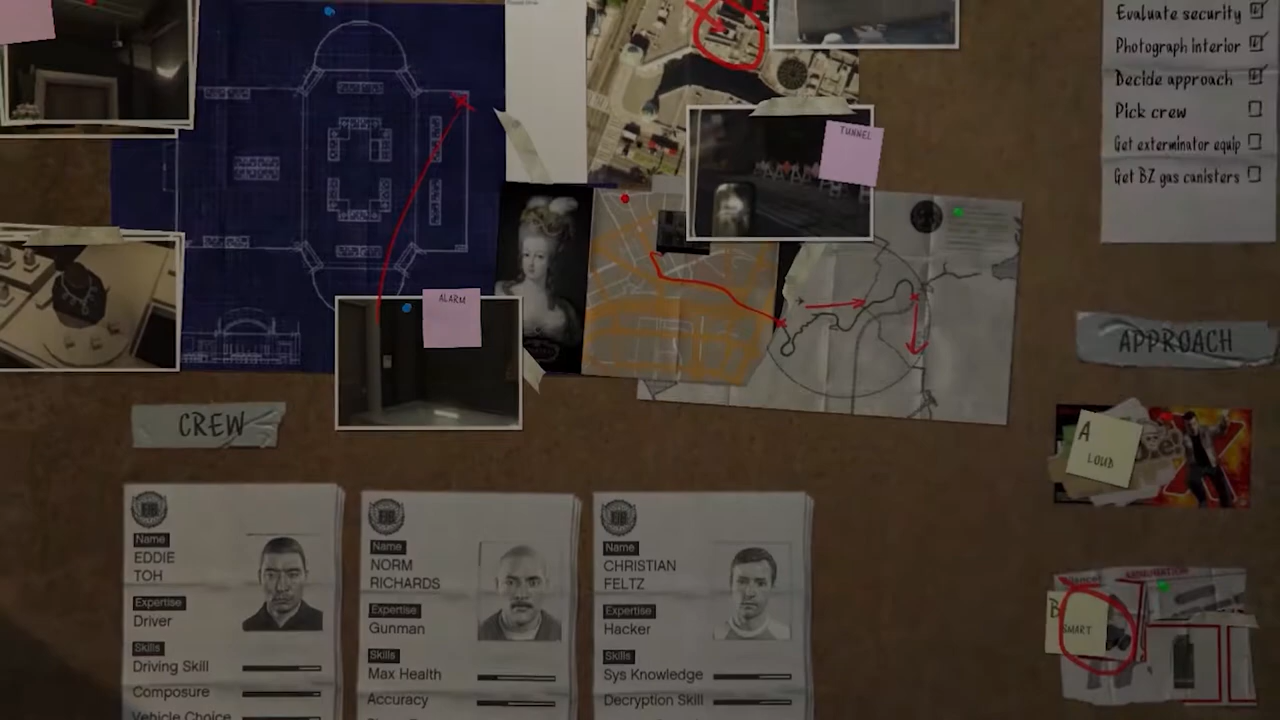 Evaluate security
Photograph Interior
Decide approach
Pick crew
Get exterminator equip
Get BZ gas canisters
TUNNEL
ALARM
APPROACH
CREW
A
LOUD
B
SMART
Name
EDDIE
TOH
Expertise
Driver
Skills
Driving Skill
Composure
Vehicle Choice
Name
NORM
RICHARDS
Expertise
Gunman
Skills
Max Health
Accuracy
Name
CHRISTIAN
FELTZ
Expertise
Hacker
Skills
Sys Knowledge
Decryption Skill